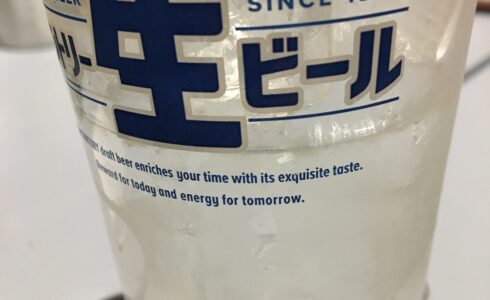 SINCE
トリー生ビール
draft beer enriches your time with its exquisite taste.
for today and energy for tomorrow.